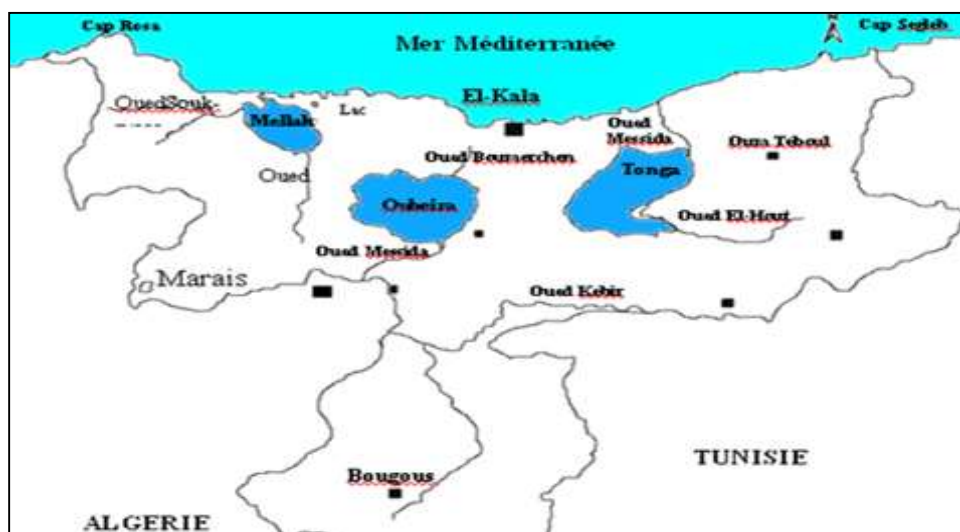 Cap Rosa
Mer Méditerranée
Cap Segleb
OuedSouk-
Mellah
Lac
El-Kala
Oued
Messida
Oum Teboul
Oued Boumerchen
Tonga
Oued
Oubeira
Oued El-Hout
Oued Messida
Marais
Oued Kebir
Bougous
TUNISIE
ALGERIE